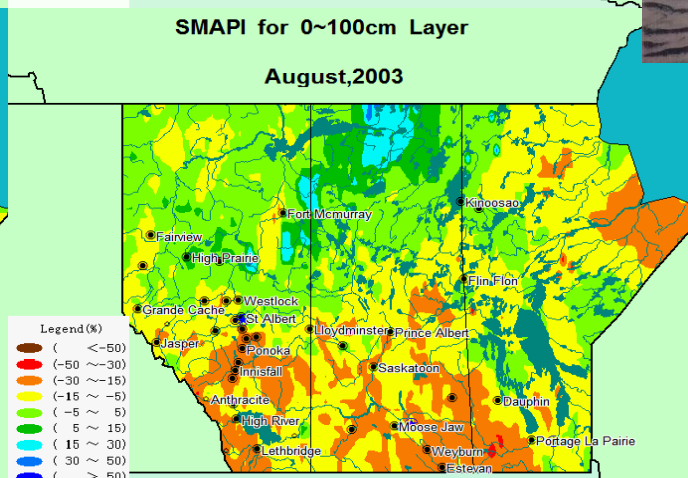 SMAPI for 0~100cm Layer
August,2003
Kinoosao
Fort Mcmurray
Fairview
High Prairie
Flin Flon
Westlock
Grande Cache
St Albert
Lloydminster
Prince Albert
Jasper
Ponoka
Innisfall
Saskatoon
Anthracite
Dauphin
High River
Moose Jaw
Portage La Pairie
Lethbridge
Weyburn
Estevan
Legend(%)
( <-50)
(-50 ~-30)
(-30 ~-15)
(-15 ~ -5)
( -5 ~ 5)
( 5 ~ 15)
( 15 ~ 30)
( 30 ~ 50)
( > 50)